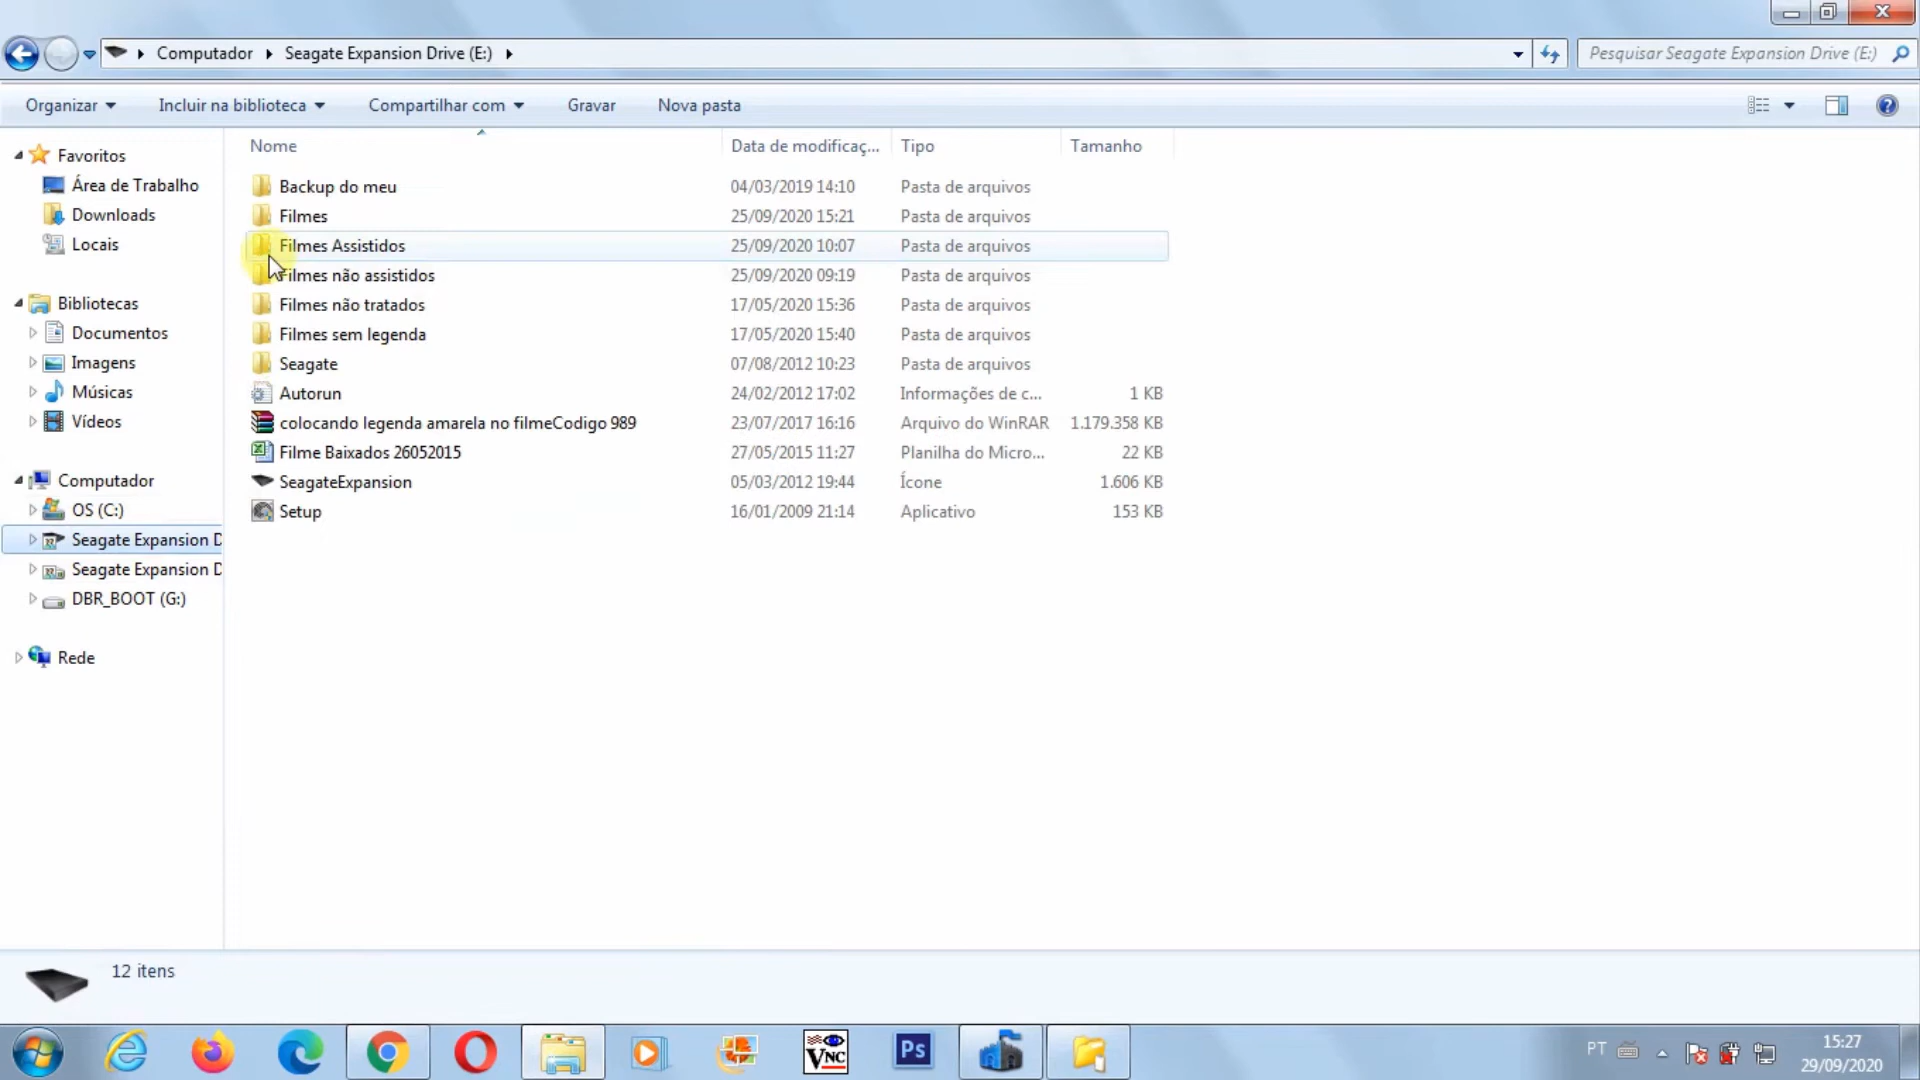 Computador
Seagate Expansion Drive (E:)
Pesquisar Seagate Expansion Drive (E:)
Organizar
Incluir na biblioteca
Compartilhar com
Gravar
Nova pasta
Favoritos
Área de Trabalho
Downloads
Locais
Bibliotecas
Documentos
Imagens
Músicas
Vídeos
Computador
OS (C:)
Seagate Expansion D
Seagate Expansion D
DBR_BOOT (G:)
Rede
Nome Data de modificaç... Tipo Tamanho
Backup do meu 04/03/2019 14:10 Pasta de arquivos
Filmes 25/09/2020 15:21 Pasta de arquivos
Filmes Assistidos 25/09/2020 10:07 Pasta de arquivos
Filmes não assistidos 25/09/2020 09:19 Pasta de arquivos
Filmes não tratados 17/05/2020 15:36 Pasta de arquivos
Filmes sem legenda 17/05/2020 15:40 Pasta de arquivos
Seagate 07/08/2012 10:23 Pasta de arquivos
Autorun 24/02/2012 17:02 Informações de c... 1 KB
colocando legenda amarela no filmeCodigo 989 23/07/2017 16:16 Arquivo do WinRAR 1.179.358 KB
Filme Baixados 26052015 27/05/2015 11:27 Planilha do Micro... 22 KB
SeagateExpansion 05/03/2012 19:44 Ícone 1.606 KB
Setup 16/01/2009 21:14 Aplicativo 153 KB
12 itens
VNC
Ps
PT
15:27
29/09/2020